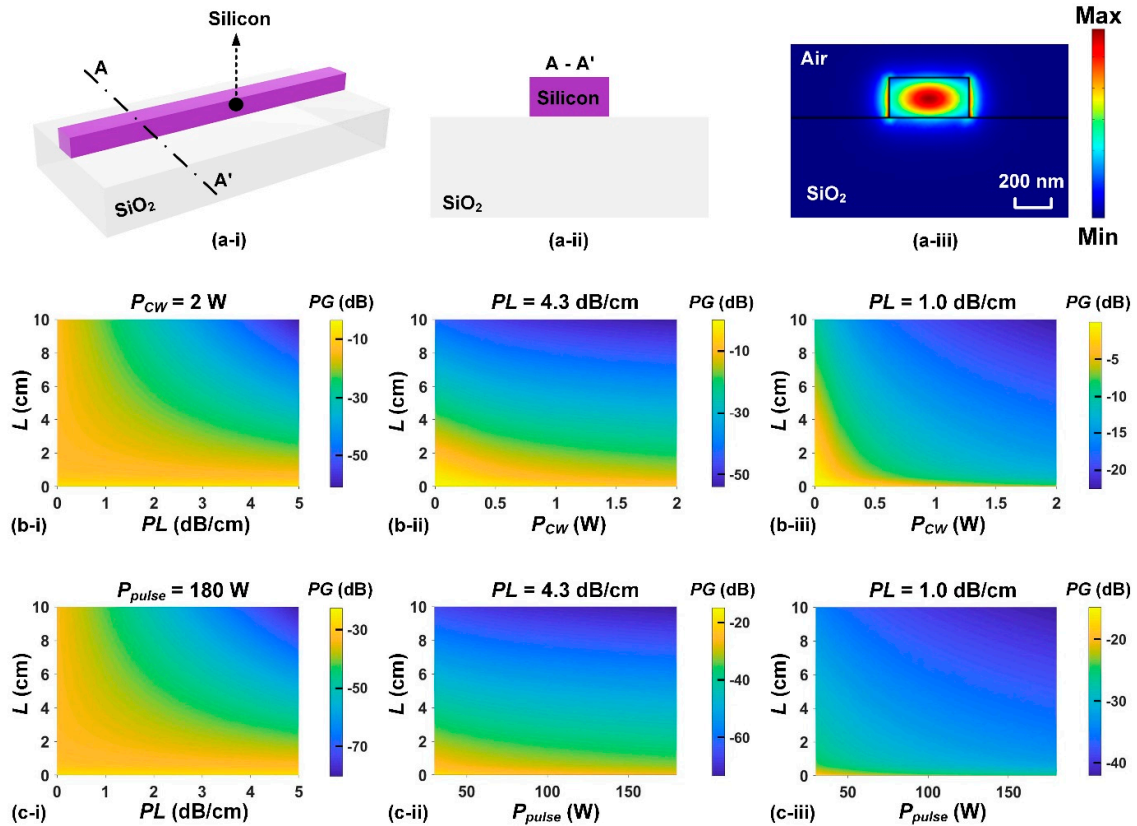 Silicon
A
A'
SiO₂
(a-i)
A - A'
Silicon
SiO₂
(a-ii)
Air
SiO₂
200 nm
Max
Min
(a-iii)
P_CW = 2 W
PG (dB)
10
8
6
4
2
0
L (cm)
0 1 2 3 4 5
PL (dB/cm)
-10
-30
-50
(b-i)
PL = 4.3 dB/cm
PG (dB)
10
8
6
4
2
0
L (cm)
0 0.5 1 1.5 2
P_CW (W)
-10
-30
-50
(b-ii)
PL = 1.0 dB/cm
PG (dB)
10
8
6
4
2
0
L (cm)
0 0.5 1 1.5 2
P_CW (W)
-5
-10
-15
-20
(b-iii)
P_pulse = 180 W
PG (dB)
10
8
6
4
2
0
L (cm)
0 1 2 3 4 5
PL (dB/cm)
-30
-50
-70
(c-i)
PL = 4.3 dB/cm
PG (dB)
10
8
6
4
2
0
L (cm)
50 100 150
P_pulse (W)
-20
-40
-60
(c-ii)
PL = 1.0 dB/cm
PG (dB)
10
8
6
4
2
0
L (cm)
50 100 150
P_pulse (W)
-20
-30
-40
(c-iii)